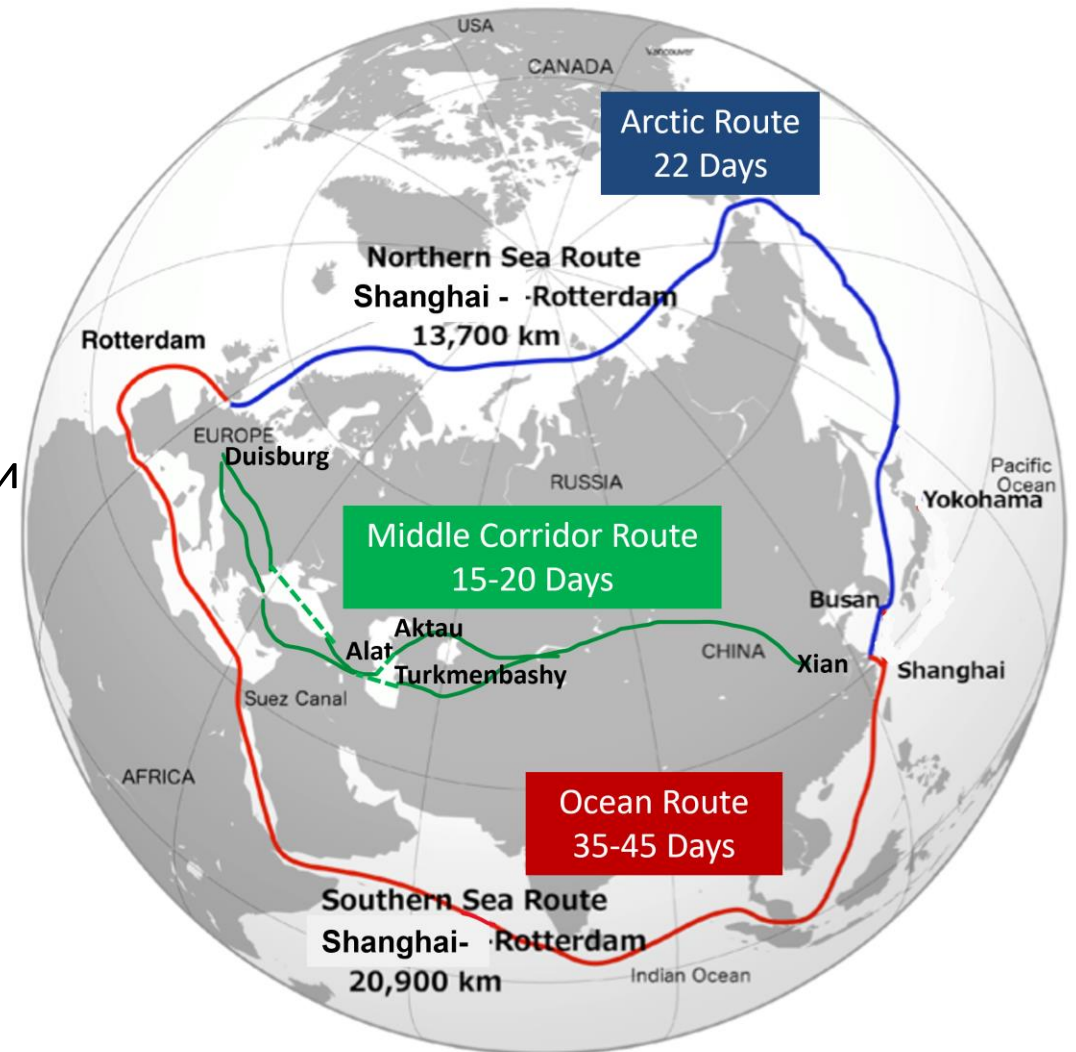 USA
Vancouver
CANADA
Arctic Route
22 Days
Northern Sea Route
Shanghai - -Rotterdam
13,700 km
Rotterdam
EUROPE
Duisburg
И
RUSSIA
Pacific
Ocean
Yokohama
Middle Corridor Route
15-20 Days
Busan
Aktau
Alat
CHINA
Xian
Shanghai
Turkmenbashy
Suez Canal
AFRICA
Ocean Route
35-45 Days
Southern Sea Route
Shanghai- -Rotterdam
20,900 km
Indian Ocean